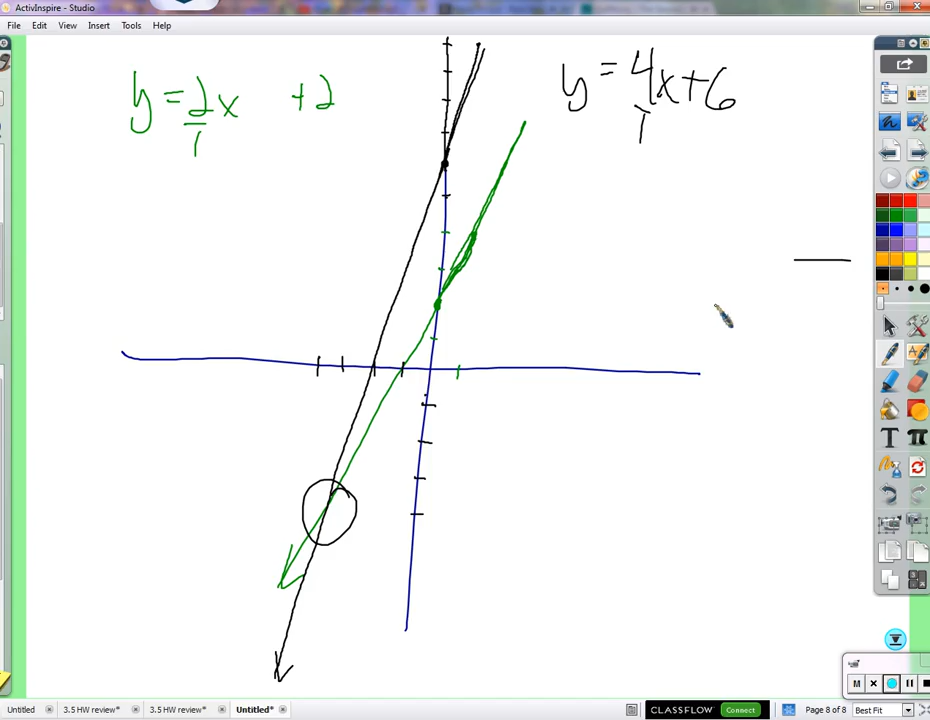 ActivInspire - Studio
File Edit View Insert Tools Help
y = 2x/1 +2
y = 4x/1 + 6
T π
M
Untitled 3.5 HW review* 3.5 HW review* Untitled*
CLASSFLOW Connect
Page 8 of 8 Best Fit